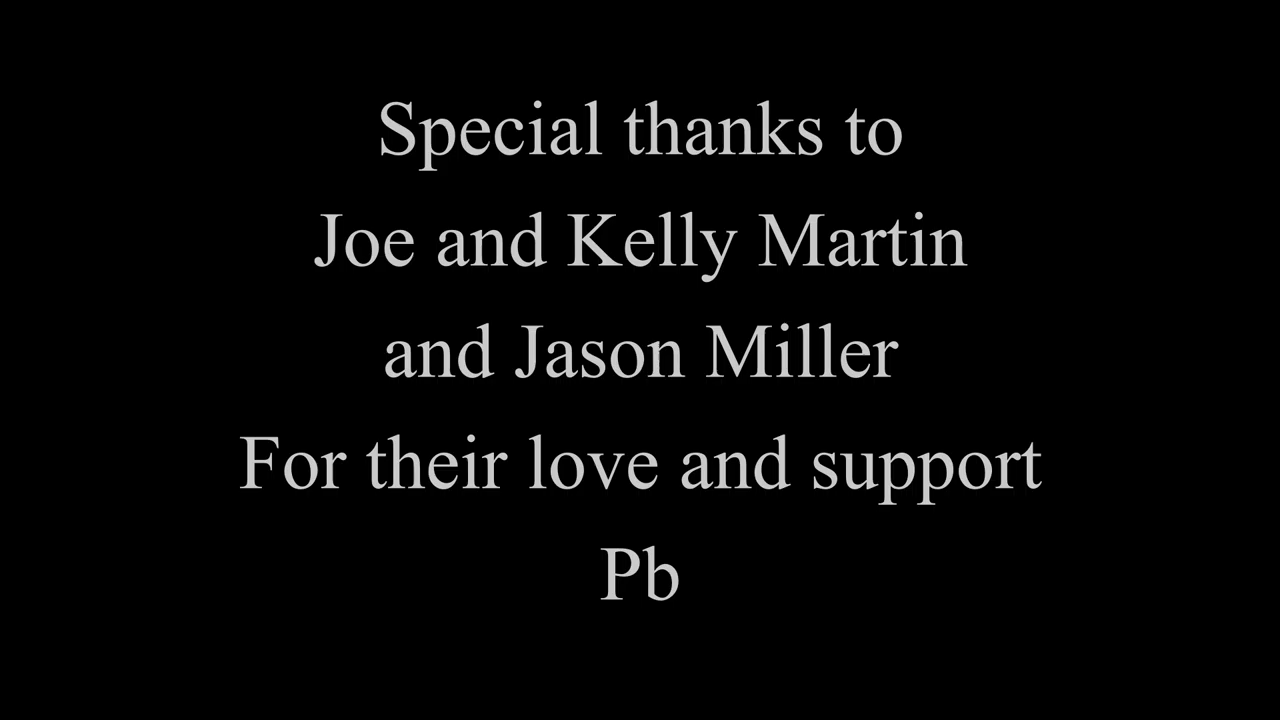 Special thanks to
Joe and Kelly Martin
and Jason Miller
For their love and support
Pb